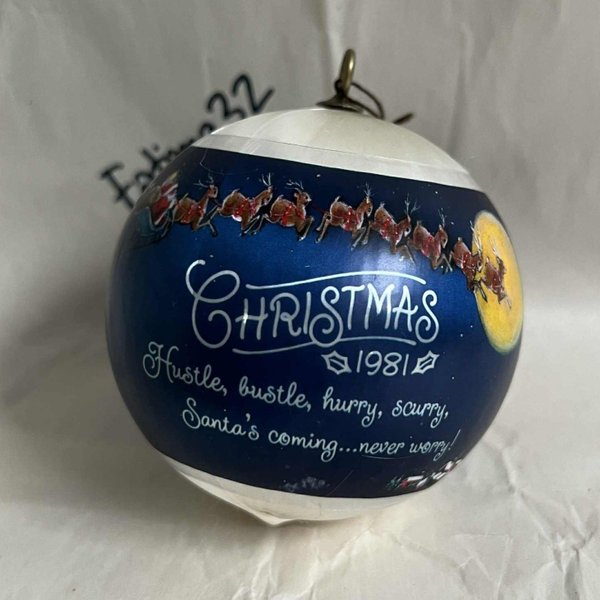 CHRISTMAS
1981
Hustle, bustle, hurry, scurry,
Santa's coming...never worry!